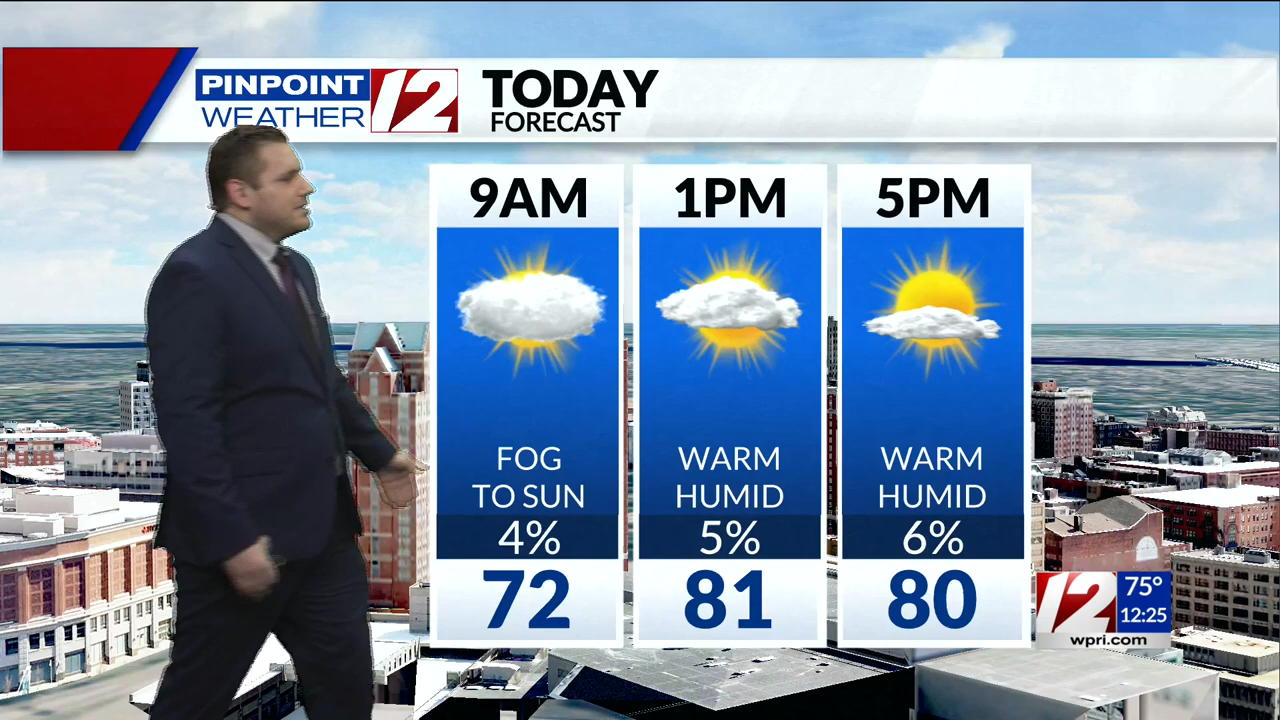 PINPOINT
WEATHER
12
TODAY
FORECAST
9AM
FOG
TO SUN
4%
72
1PM
WARM
HUMID
5%
81
5PM
WARM
HUMID
6%
80
12
75°
12:25
wpri.com